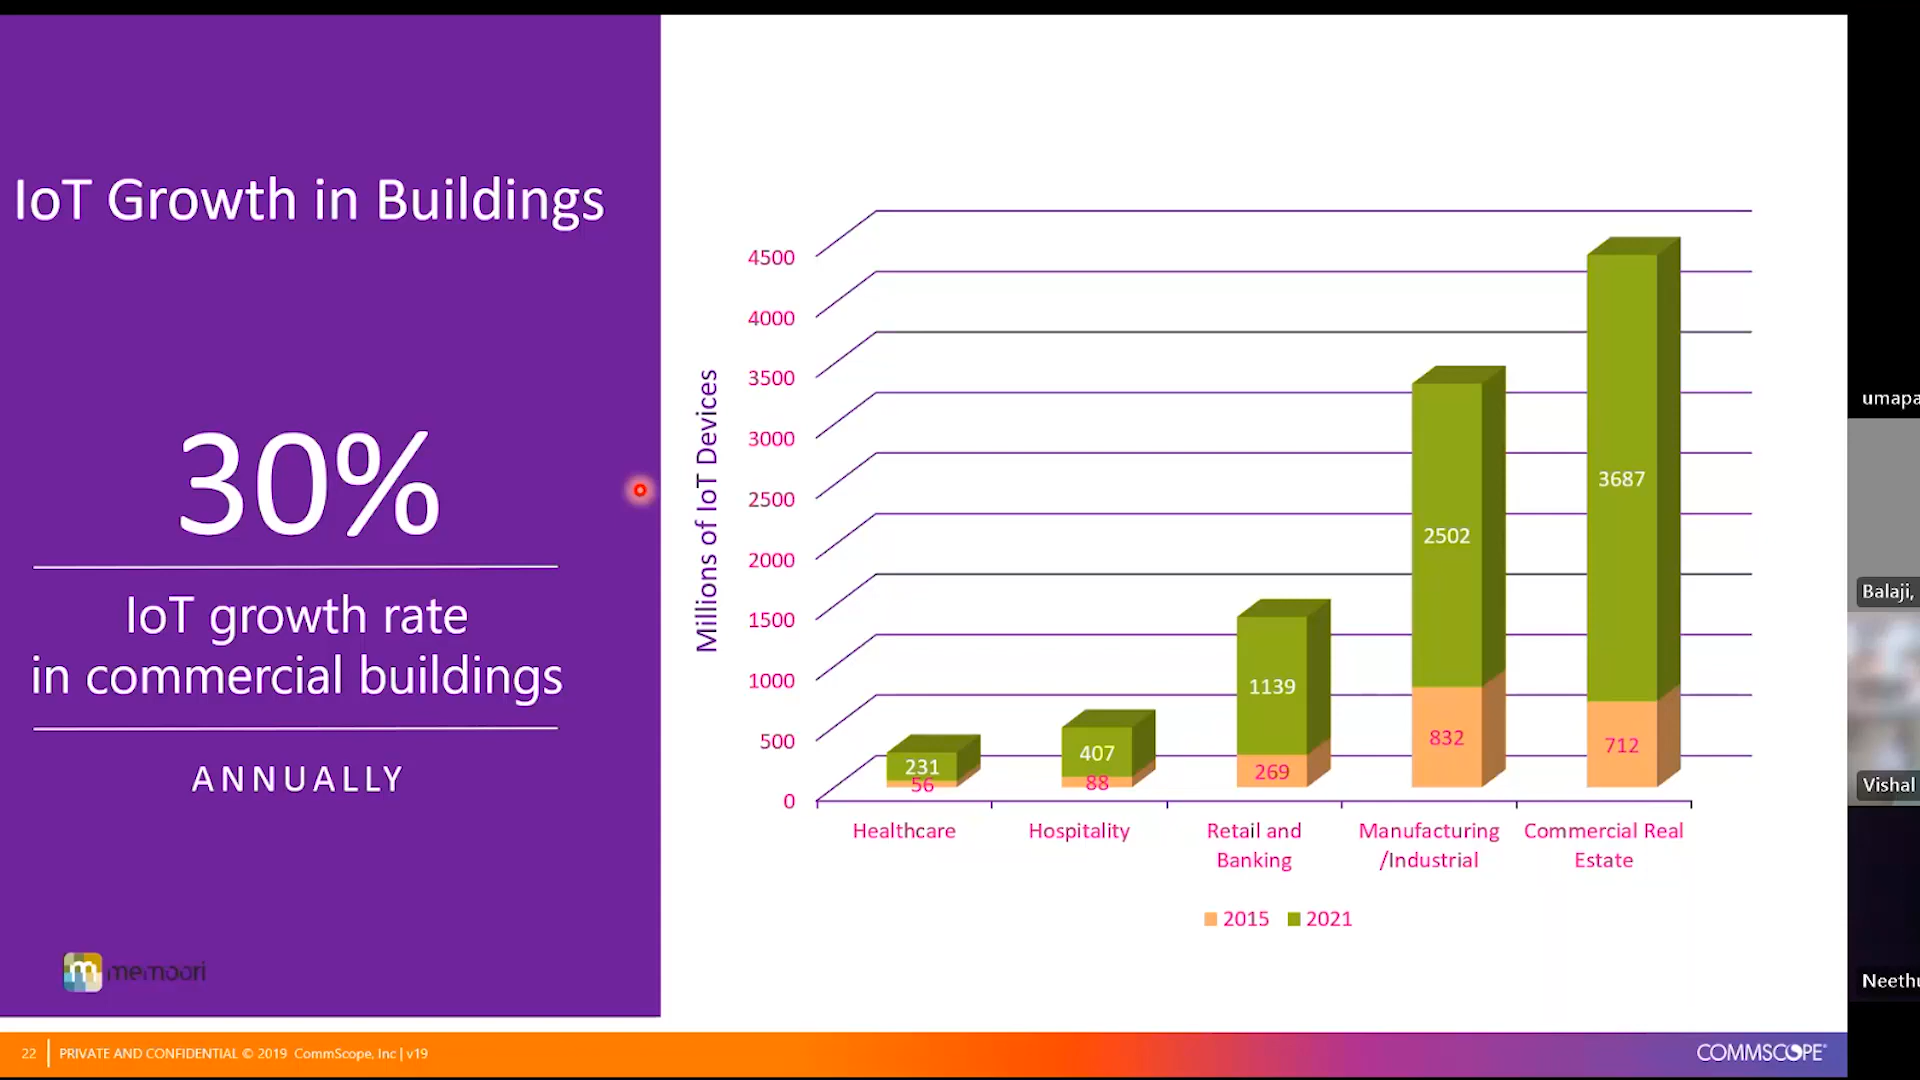 IoT Growth in Buildings
30%
IoT growth rate
in commercial buildings
ANNUALLY
memoori
Millions of IoT Devices
4500
4000
3500
3000
2500
2000
1500
1000
500
0
231
56
407
88
1139
269
2502
832
3687
712
Healthcare
Hospitality
Retail and
Banking
Manufacturing
/Industrial
Commercial Real
Estate
2015 2021
22 PRIVATE AND CONFIDENTIAL © 2019 CommScope, Inc | v19
COMMSCOPE®
umapa
Balaji,
Vishal
Neethu